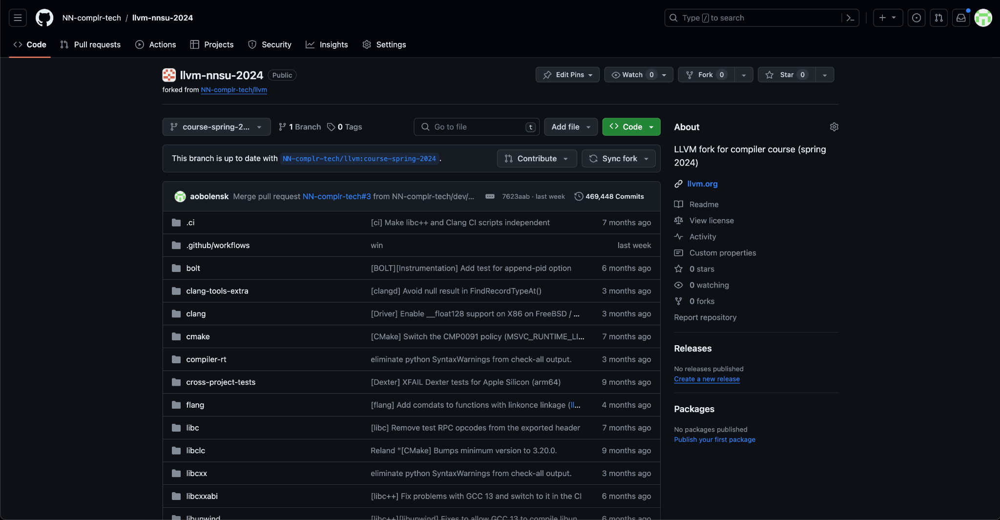 NN-complr-tech / llvm-nnsu-2024
Type / to search
Code
Pull requests
Actions
Projects
Security
Insights
Settings
llvm-nnsu-2024 Public
forked from NN-complr-tech/llvm
Edit Pins
Watch 0
Fork 0
Star 0
course-spring-2...
1 Branch
0 Tags
Go to file t
Add file
Code
This branch is up to date with NN-complr-tech/llvm:course-spring-2024 .
Contribute
Sync fork
aobolensk Merge pull request NN-complr-tech#3 from NN-complr-tech/dev/... 7623aab · last week 469,448 Commits
.ci [ci] Make libc++ and Clang CI scripts independent 7 months ago
.github/workflows win last week
bolt [BOLT][Instrumentation] Add test for append-pid option 6 months ago
clang-tools-extra [clangd] Avoid null result in FindRecordTypeAt() 3 months ago
clang [Driver] Enable __float128 support on X86 on FreeBSD / ... 3 months ago
cmake [CMake] Switch the CMP0091 policy (MSVC_RUNTIME_LI... 7 months ago
compiler-rt eliminate python SyntaxWarnings from check-all output. 3 months ago
cross-project-tests [Dexter] XFAIL Dexter tests for Apple Silicon (arm64) 9 months ago
flang [flang] Add comdats to functions with linkonce linkage (ll... 4 months ago
libc [libc] Remove test RPC opcodes from the exported header 7 months ago
libclc Reland "[CMake] Bumps minimum version to 3.20.0. 9 months ago
libcxx eliminate python SyntaxWarnings from check-all output. 3 months ago
libcxxabi [libc++] Fix problems with GCC 13 and switch to it in the CI 6 months ago
libunwind [libc++][libunwind] Fixes to allow GCC 13 to compile libun... 6 months ago
About
LLVM fork for compiler course (spring
2024)
llvm.org
Readme
View license
Activity
Custom properties
0 stars
0 watching
0 forks
Report repository
Releases
No releases published
Create a new release
Packages
No packages published
Publish your first package